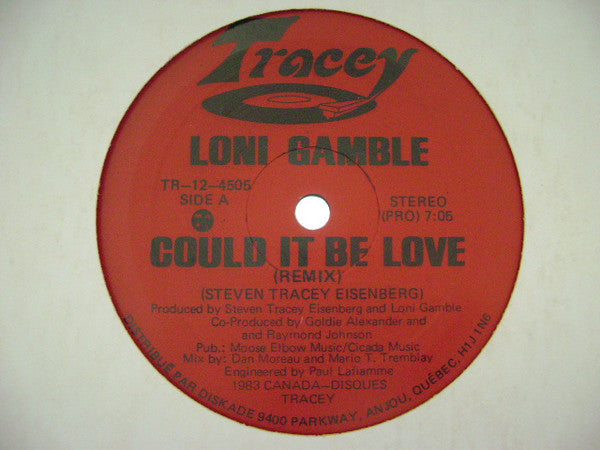 Tracey
LONI GAMBLE
TR-12-4505
SIDE A
STEREO
(PRO) 7:05
COULD IT BE LOVE
(REMIX)
(STEVEN TRACEY EISENBERG)
Produced by Steven Tracey Eisenberg and Loni Gamble
Co-Produced by Goldie Alexander and
and Raymond Johnson
Pub.: Moose Elbow Music/Cicada Music
Mix by: Dan Moreau and Mario T. Tremblay
Engineered by Paul Laflamme
1983 CANADA-DISQUES
TRACEY
DISTRIBUÉ PAR DISKADE 9400 PARKWAY, ANJOU, QUÉBEC. H1J 1N6